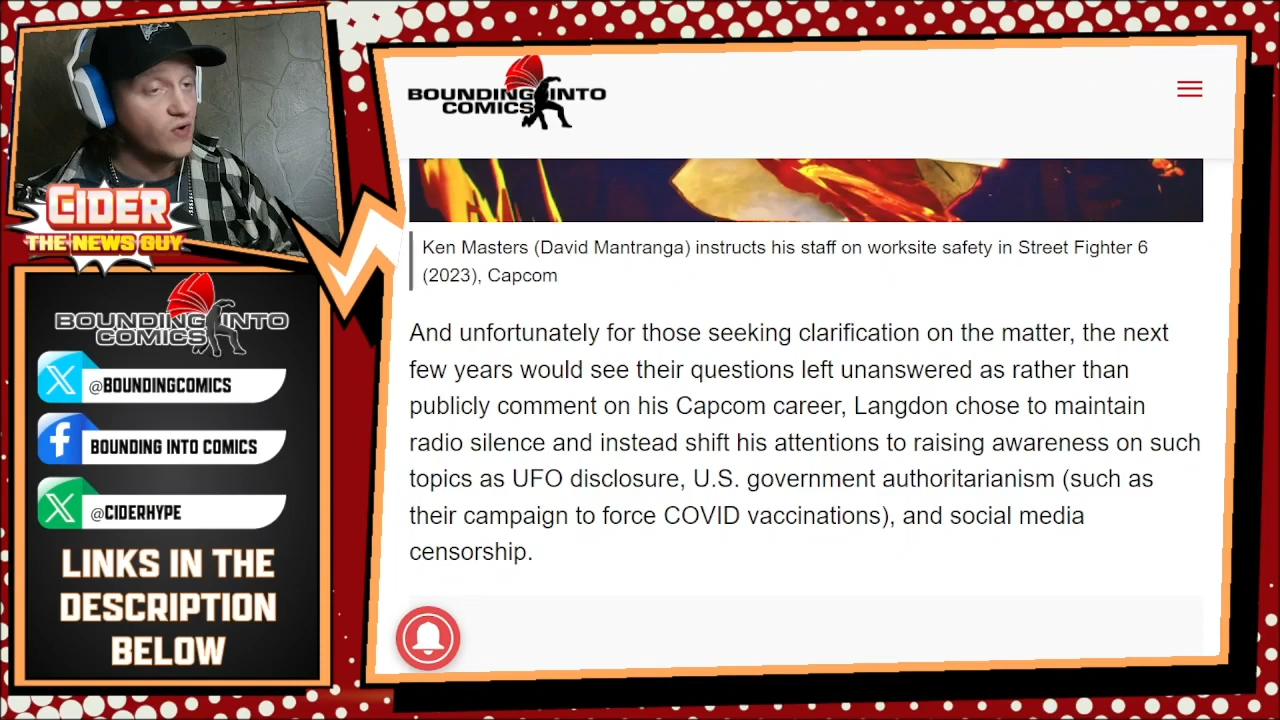 CIDER
THE NEWS GUY
BOUNDING INTO
COMICS
@BOUNDINGCOMICS
BOUNDING INTO COMICS
@CIDERHYPE
LINKS IN THE
DESCRIPTION
BELOW
BOUNDING INTO
COMICS
Ken Masters (David Mantranga) instructs his staff on worksite safety in Street Fighter 6
(2023), Capcom
And unfortunately for those seeking clarification on the matter, the next
few years would see their questions left unanswered as rather than
publicly comment on his Capcom career, Langdon chose to maintain
radio silence and instead shift his attentions to raising awareness on such
topics as UFO disclosure, U.S. government authoritarianism (such as
their campaign to force COVID vaccinations), and social media
censorship.